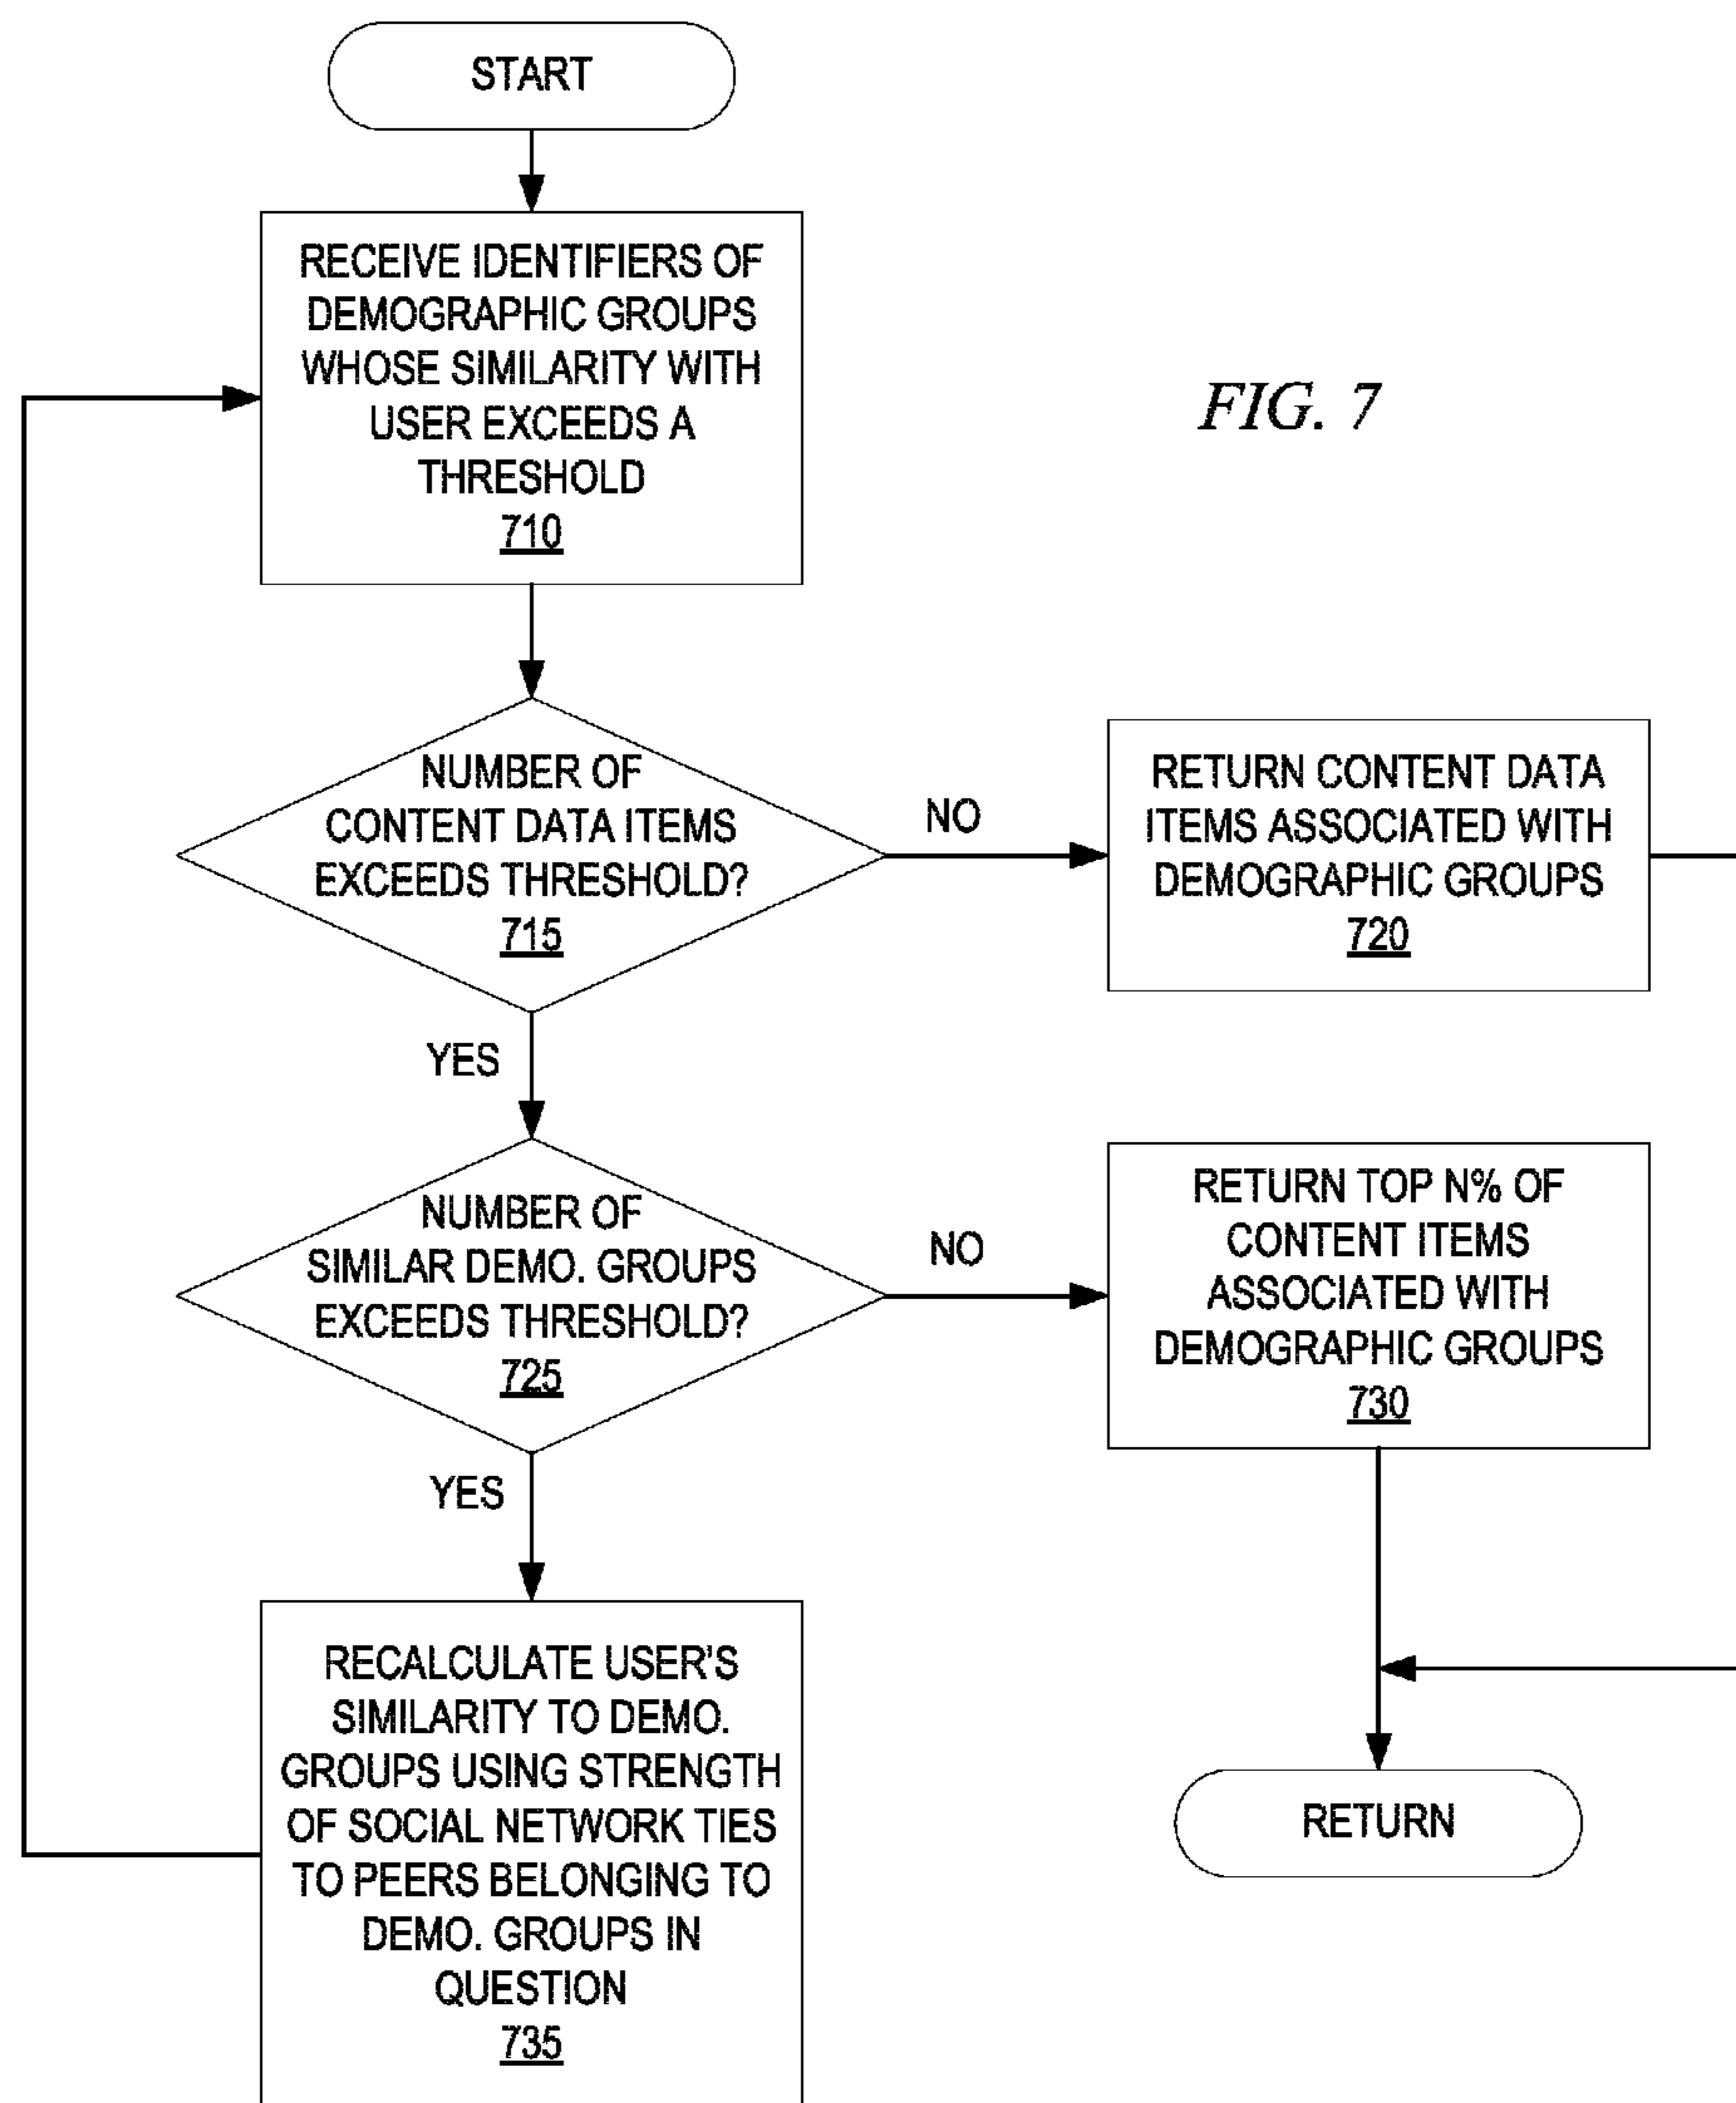 START
RECEIVE IDENTIFIERS OF
DEMOGRAPHIC GROUPS
WHOSE SIMILARITY WITH
USER EXCEEDS A
THRESHOLD
710
FIG. 7
NUMBER OF
CONTENT DATA ITEMS
EXCEEDS THRESHOLD?
715
NO
RETURN CONTENT DATA
ITEMS ASSOCIATED WITH
DEMOGRAPHIC GROUPS
720
YES
NUMBER OF
SIMILAR DEMO. GROUPS
EXCEEDS THRESHOLD?
725
NO
RETURN TOP N% OF
CONTENT ITEMS
ASSOCIATED WITH
DEMOGRAPHIC GROUPS
730
YES
RECALCULATE USER'S
SIMILARITY TO DEMO.
GROUPS USING STRENGTH
OF SOCIAL NETWORK TIES
TO PEERS BELONGING TO
DEMO. GROUPS IN
QUESTION
735
RETURN